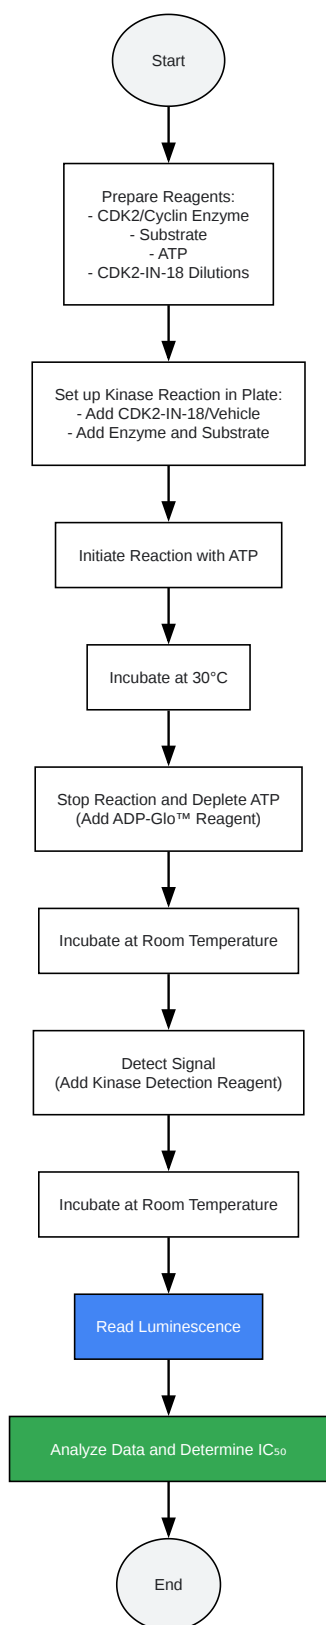 Start
Prepare Reagents:
- CDK2/Cyclin Enzyme
- Substrate
- ATP
- CDK2-IN-18 Dilutions
Set up Kinase Reaction in Plate:
- Add CDK2-IN-18/Vehicle
- Add Enzyme and Substrate
Initiate Reaction with ATP
Incubate at 30°C
Stop Reaction and Deplete ATP
(Add ADP-Glo™ Reagent)
Incubate at Room Temperature
Detect Signal
(Add Kinase Detection Reagent)
Incubate at Room Temperature
Read Luminescence
Analyze Data and Determine IC₅₀
End